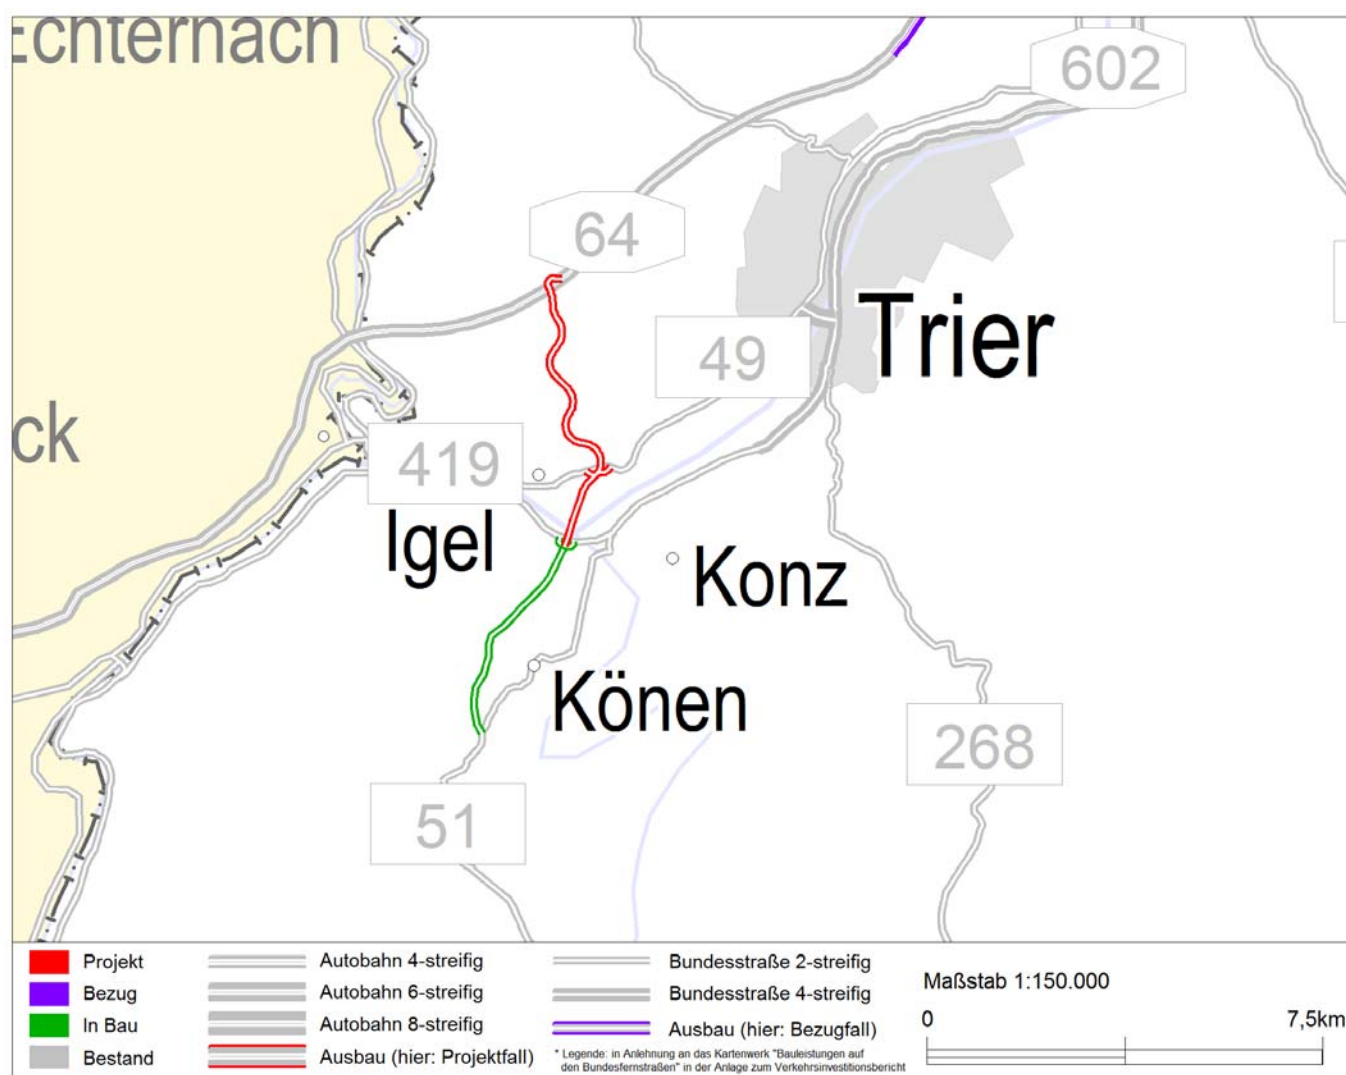 Echternach
602
64
Trier
49
ck
419
Igel
Konz
Könen
268
51
Projekt
Bezug
In Bau
Bestand
Autobahn 4-streifig
Autobahn 6-streifig
Autobahn 8-streifig
Ausbau (hier: Projektfall)
Bundesstraße 2-streifig
Bundesstraße 4-streifig
Ausbau (hier: Bezugfall)
* Legende: in Anlehnung an das Kartenwerk "Bauleistungen auf
den Bundesfernstraßen" in der Anlage zum Verkehrsinvestitionsbericht
Maßstab 1:150.000
0 7,5km